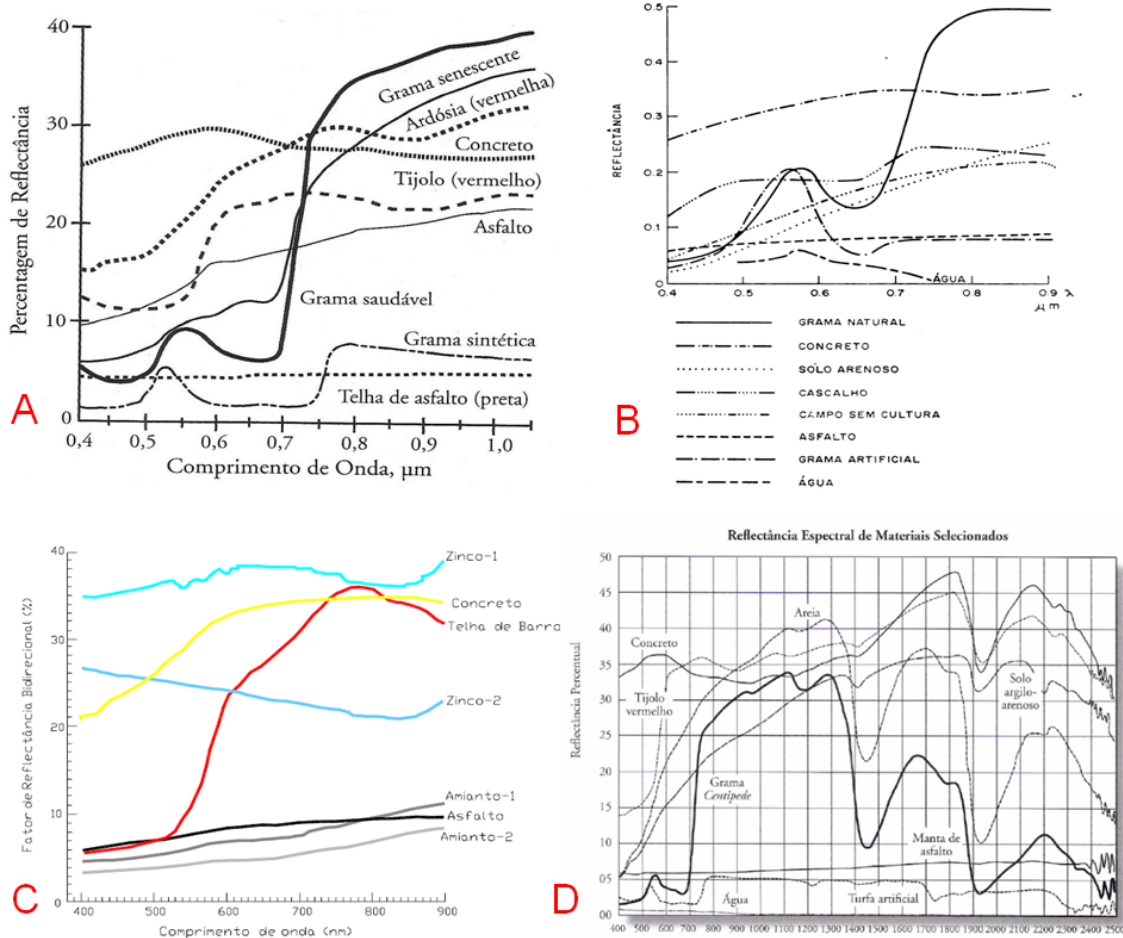 40
30
20
10
0
Percentagem de Reflectância
Grama senescente
Ardósia (vermelha)
Concreto
Tijolo (vermelho)
Asfalto
Grama saudável
Grama sintética
Telha de asfalto (preta)
0,4
0,5
0,6
0,7
0,8
0,9
1,0
Comprimento de Onda, µm
A
0.5
0.4
0.3
0.2
0.1
0
REFLECTÂNCIA
ÁGUA
0.4
0.5
0.6
0.7
0.8
0.9 λ
µm
GRAMA NATURAL
CONCRETO
SOLO ARENOSO
CASCALHO
CAMPO SEM CULTURA
ASFALTO
GRAMA ARTIFICIAL
ÁGUA
B
40
30
20
10
0
Fator de Reflectância Bidirecional (%)
Zinco-1
Concreto
Telha de Barro
Zinco-2
Amianto-1
Asfalto
Amianto-2
400
500
600
700
800
900
Comprimento de onda (nm)
C
Reflectância Espectral de Materiais Selecionados
50
45
40
35
30
25
20
15
10
05
00
Reflectância Percentual
Areia
Concreto
Tijolo
vermelho
Solo
argilo-
arenoso
Grama
Centipede
Manta de
asfalto
Água
Turfa artificial
400 500 600 700 800 900 1000 1100 1200 1300 1400 1500 1600 1700 1800 1900 2000 2100 2200 2300 2400 2500
D